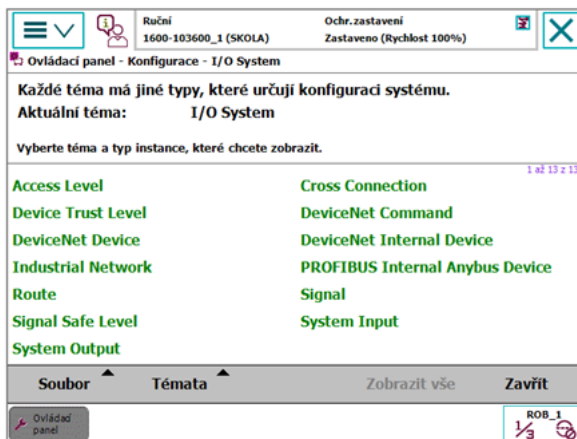 Ruční
Ochr.zastavení
1600-103600_1 (SKOLA)
Zastaveno (Rychlost 100%)
Ovládací panel - Konfigurace - I/O System
Každé téma má jiné typy, které určují konfiguraci systému.
Aktuální téma: I/O System
Vyberte téma a typ instance, které chcete zobrazit.
1 až 13 z 13
Access Level
Cross Connection
Device Trust Level
DeviceNet Command
DeviceNet Device
DeviceNet Internal Device
Industrial Network
PROFIBUS Internal Anybus Device
Route
Signal
Signal Safe Level
System Input
System Output
Soubor
Témata
Zobrazit vše
Zavřít
Ovládací
panel
ROB_1
1/3